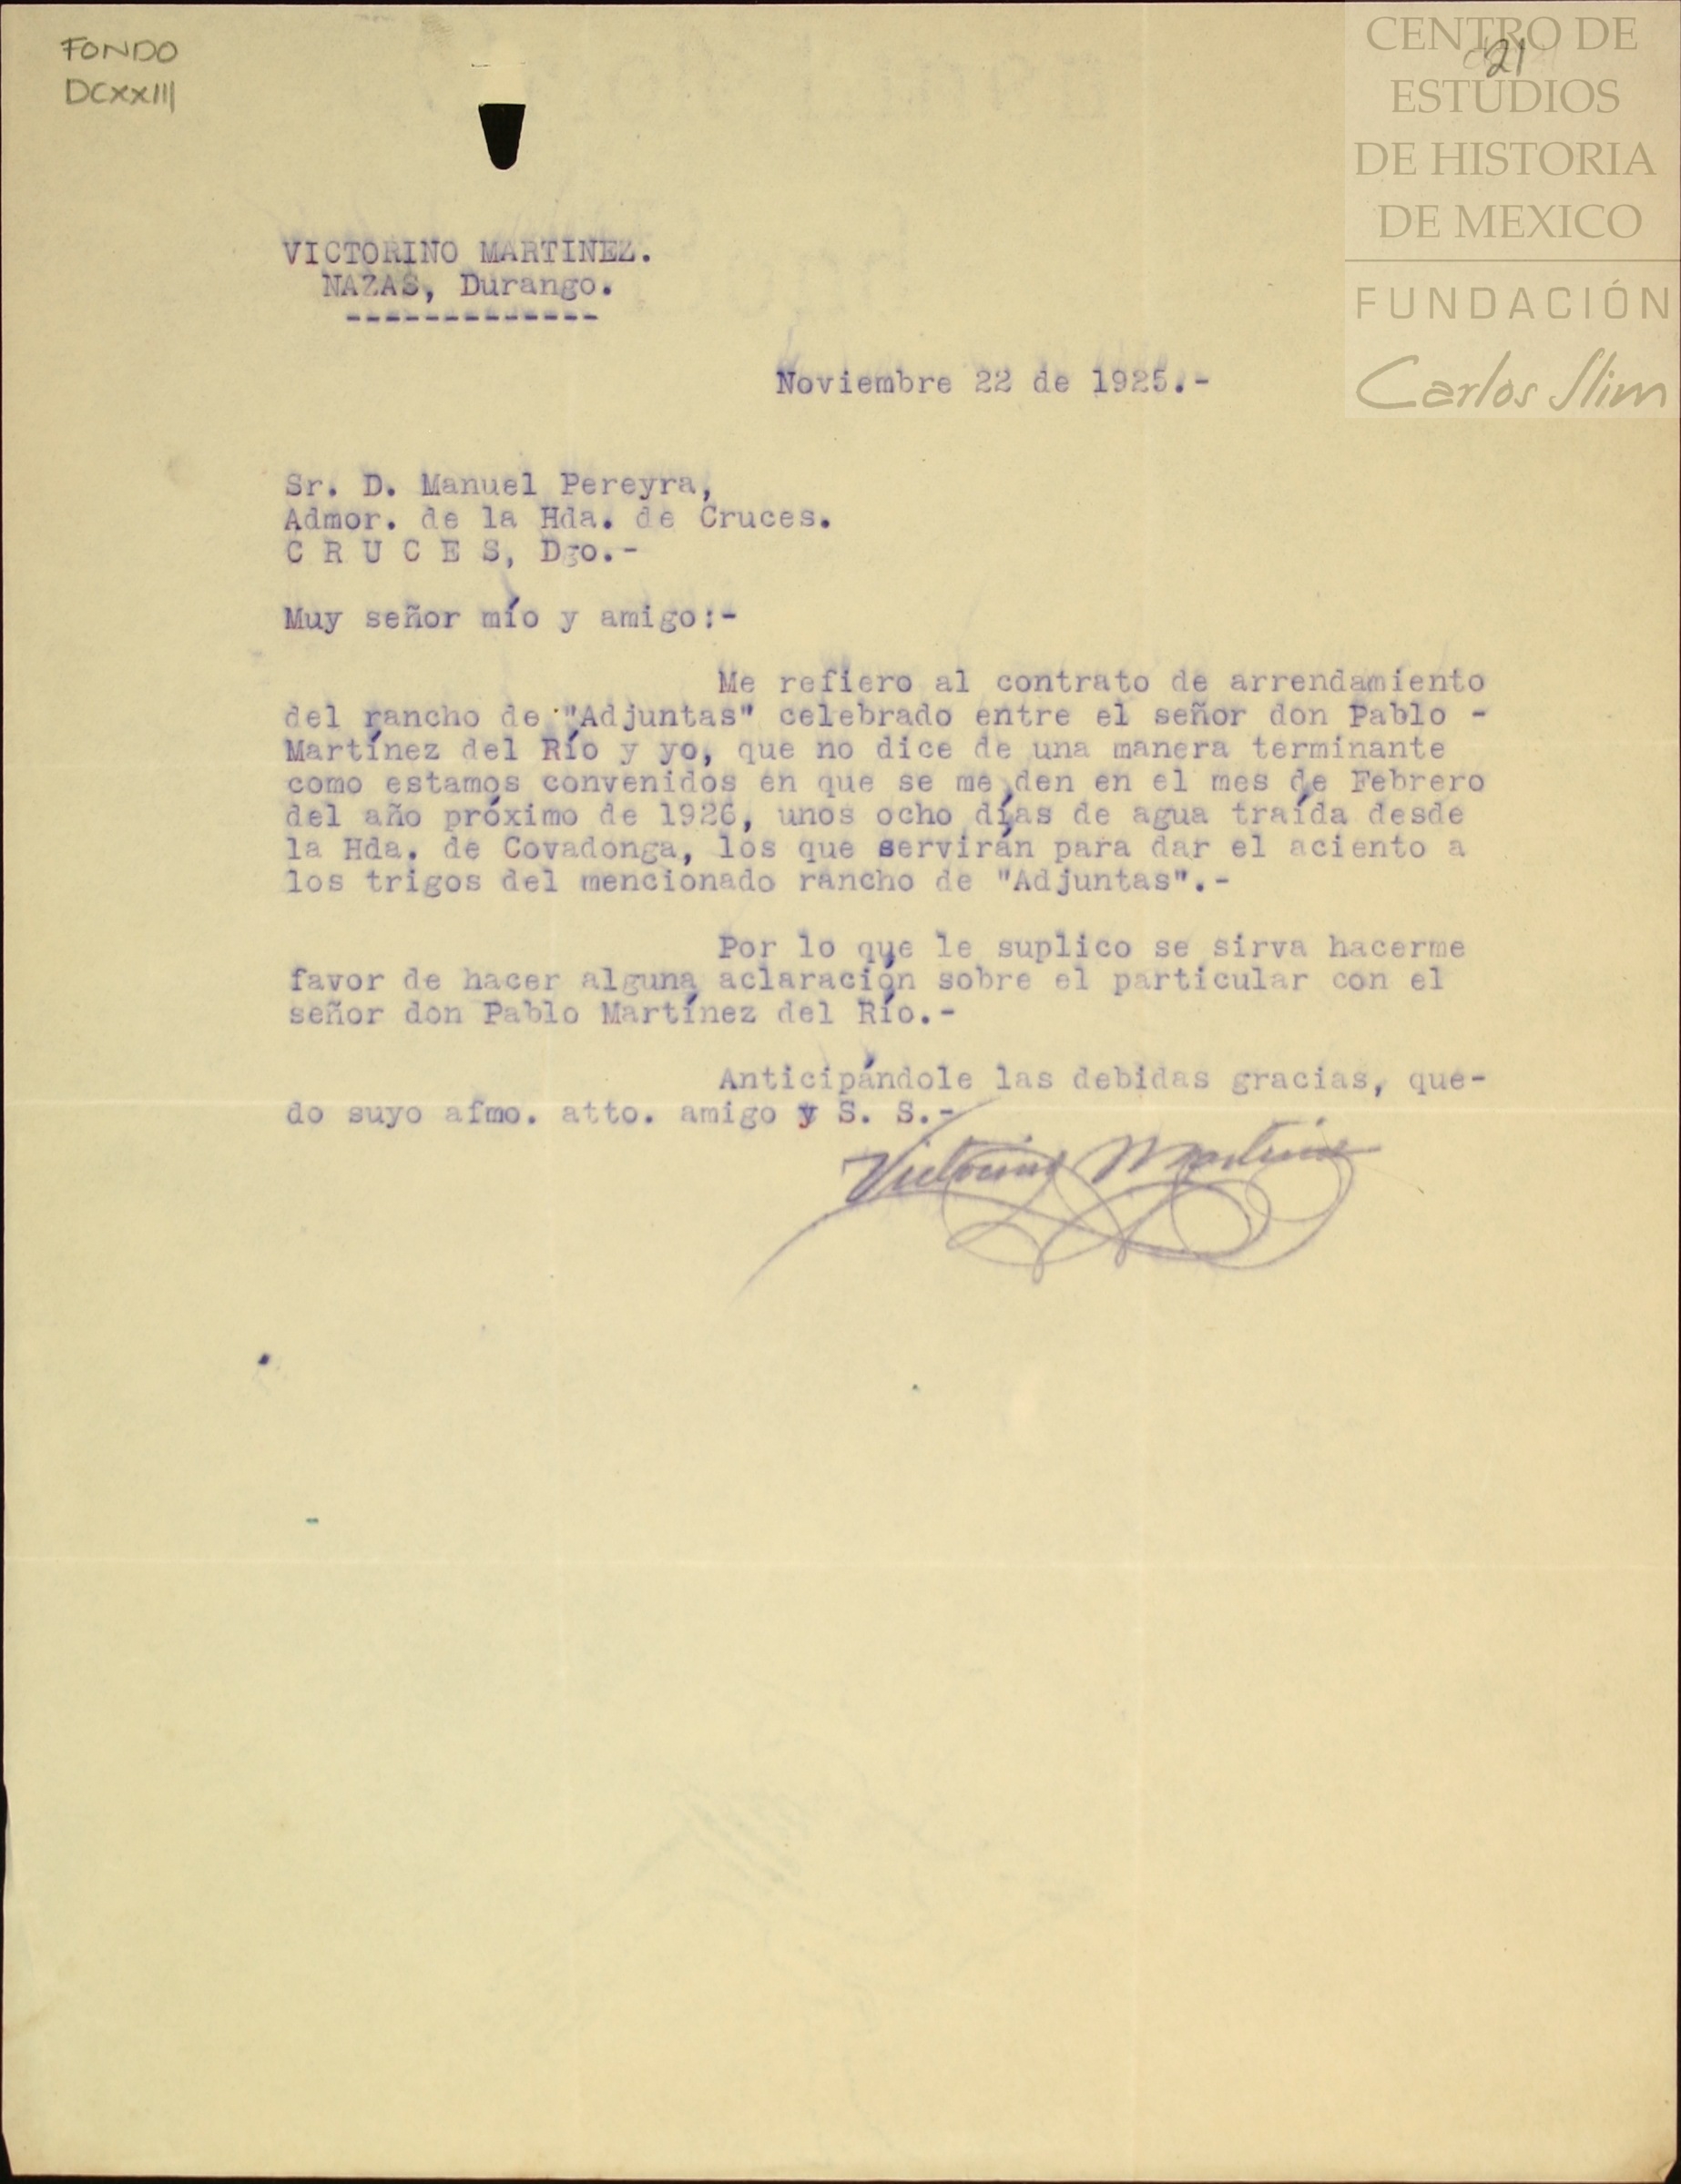 FONDO
DCXXIII
21
CENTRO DE
ESTUDIOS
DE HISTORIA
DE MEXICO
FUNDACIÓN
Carlos Slim
VICTORINO MARTINEZ.
NAZAS, Durango.
-------------
Noviembre 22 de 1925.-
Sr. D. Manuel Pereyra,
Admor. de la Hda. de Cruces.
C R U C E S, Dgo.-
Muy señor mío y amigo:-
Me refiero al contrato de arrendamiento
del rancho de "Adjuntas" celebrado entre el señor don Pablo -
Martínez del Río y yo, que no dice de una manera terminante
como estamos convenidos en que se me den en el mes de Febrero
del año próximo de 1926, unos ocho días de agua traída desde
la Hda. de Covadonga, los que servirán para dar el aciento a
los trigos del mencionado rancho de "Adjuntas".-
Por lo que le suplico se sirva hacerme
favor de hacer alguna aclaración sobre el particular con el
señor don Pablo Martínez del Río.-
Anticipándole las debidas gracias, que-
do suyo afmo. atto. amigo y S. S.-
Victorino Martinez